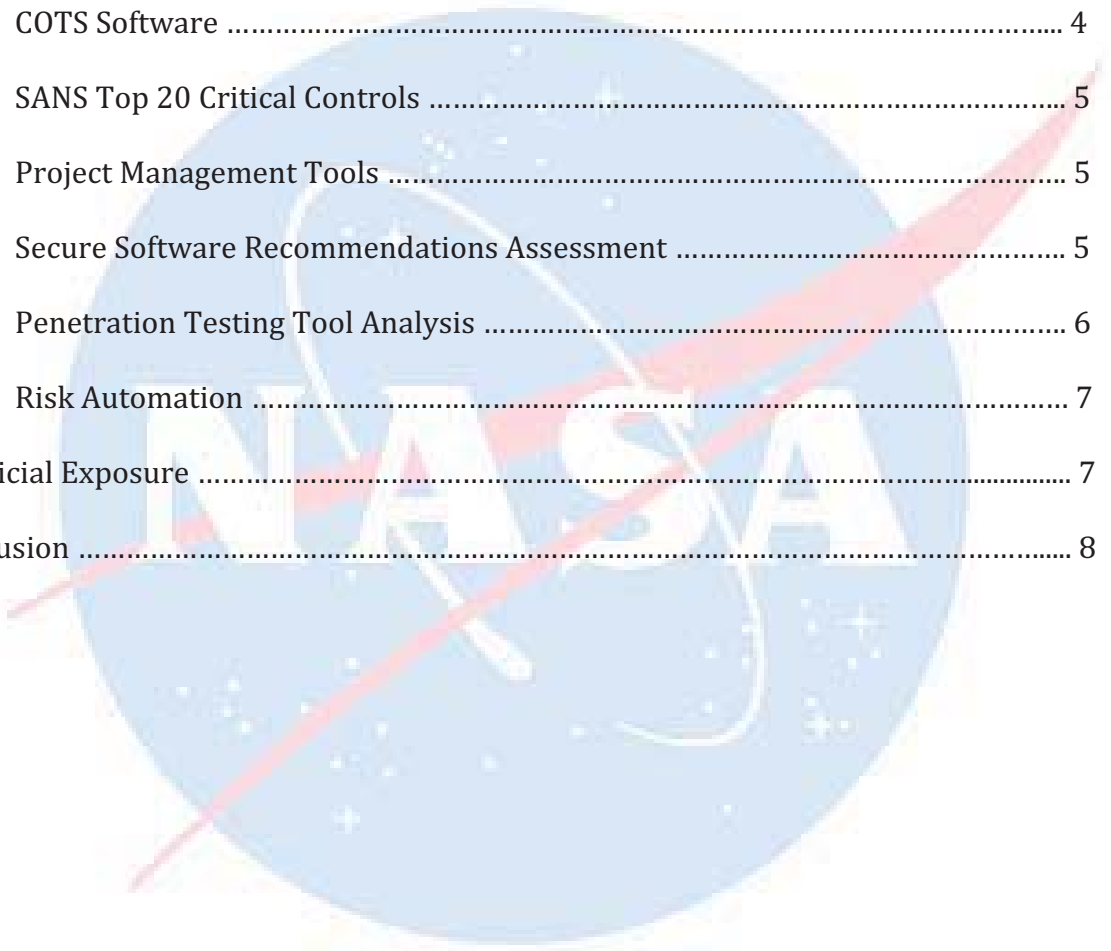 COTS Software ……………………………………………………………………………….... 4
SANS Top 20 Critical Controls ……………………………………………………………... 5
Project Management Tools ………………………………………………………………….. 5
Secure Software Recommendations Assessment …………………………………. 5
Penetration Testing Tool Analysis ……………………………………………………….. 6
Risk Automation ……………………………………………………………………………… 7
icial Exposure …………………………………………………………………................ 7
usion …………………………………………………………………………………………...... 8
NASA